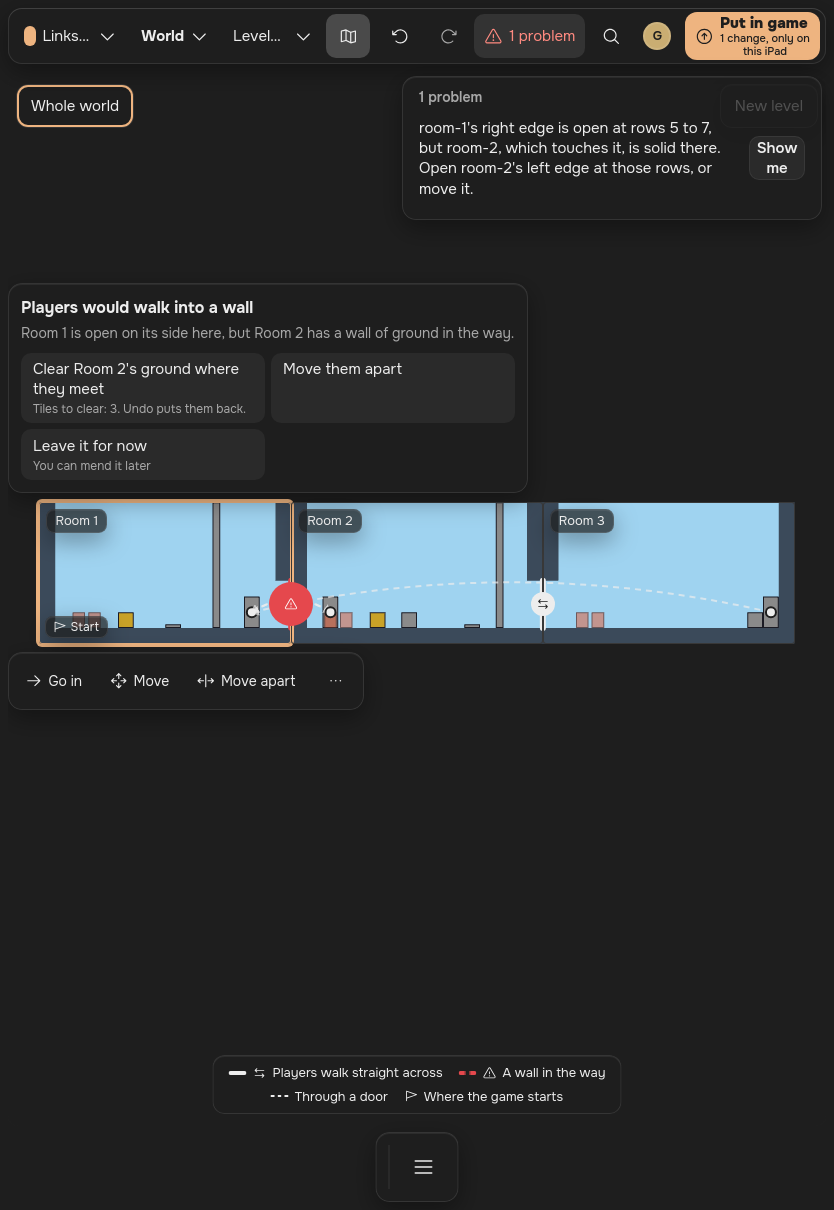 Links...
World
Level...
1 problem
G
Put in game
1 change, only on
this iPad
Whole world
1 problem
New level
room-1's right edge is open at rows 5 to 7,
but room-2, which touches it, is solid there.
Open room-2's left edge at those rows, or
move it.
Show
me
Players would walk into a wall
Room 1 is open on its side here, but Room 2 has a wall of ground in the way.
Clear Room 2's ground where
they meet
Tiles to clear: 3. Undo puts them back.
Move them apart
Leave it for now
You can mend it later
Room 1
Room 2
Room 3
Start
Go in
Move
Move apart
...
Players walk straight across
A wall in the way
Through a door
Where the game starts